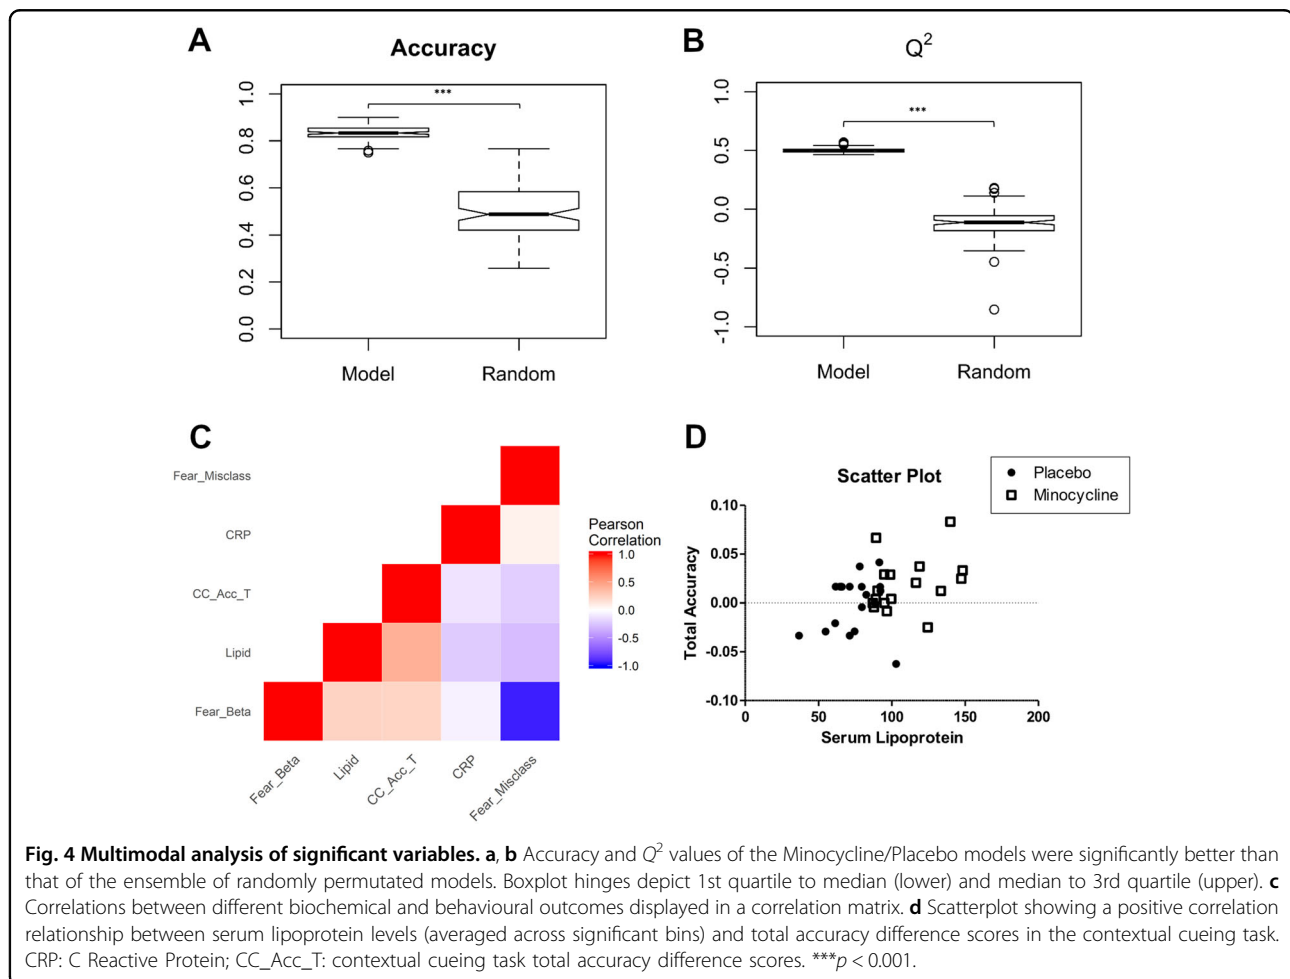 A
Accuracy
***
1.0
0.8
0.6
0.4
0.2
0.0
Model Random
B
Q²
***
1.0
0.5
0.0
-0.5
-1.0
Model Random
C
Fear_Misclass
CRP
CC_Acc_T
Lipid
Fear_Beta
Fear_Beta
Lipid
CC_Acc_T
CRP
Fear_Misclass
Pearson
Correlation
1.0
0.5
0.0
-0.5
-1.0
D
Scatter Plot
Placebo
Minocycline
Total Accuracy
0.10
0.05
0.00
-0.05
-0.10
0 50 100 150 200
Serum Lipoprotein
Fig. 4 Multimodal analysis of significant variables. a, b Accuracy and Q² values of the Minocycline/Placebo models were significantly better than
that of the ensemble of randomly permutated models. Boxplot hinges depict 1st quartile to median (lower) and median to 3rd quartile (upper). c
Correlations between different biochemical and behavioural outcomes displayed in a correlation matrix. d Scatterplot showing a positive correlation
relationship between serum lipoprotein levels (averaged across significant bins) and total accuracy difference scores in the contextual cueing task.
CRP: C Reactive Protein; CC_Acc_T: contextual cueing task total accuracy difference scores. ***p < 0.001.